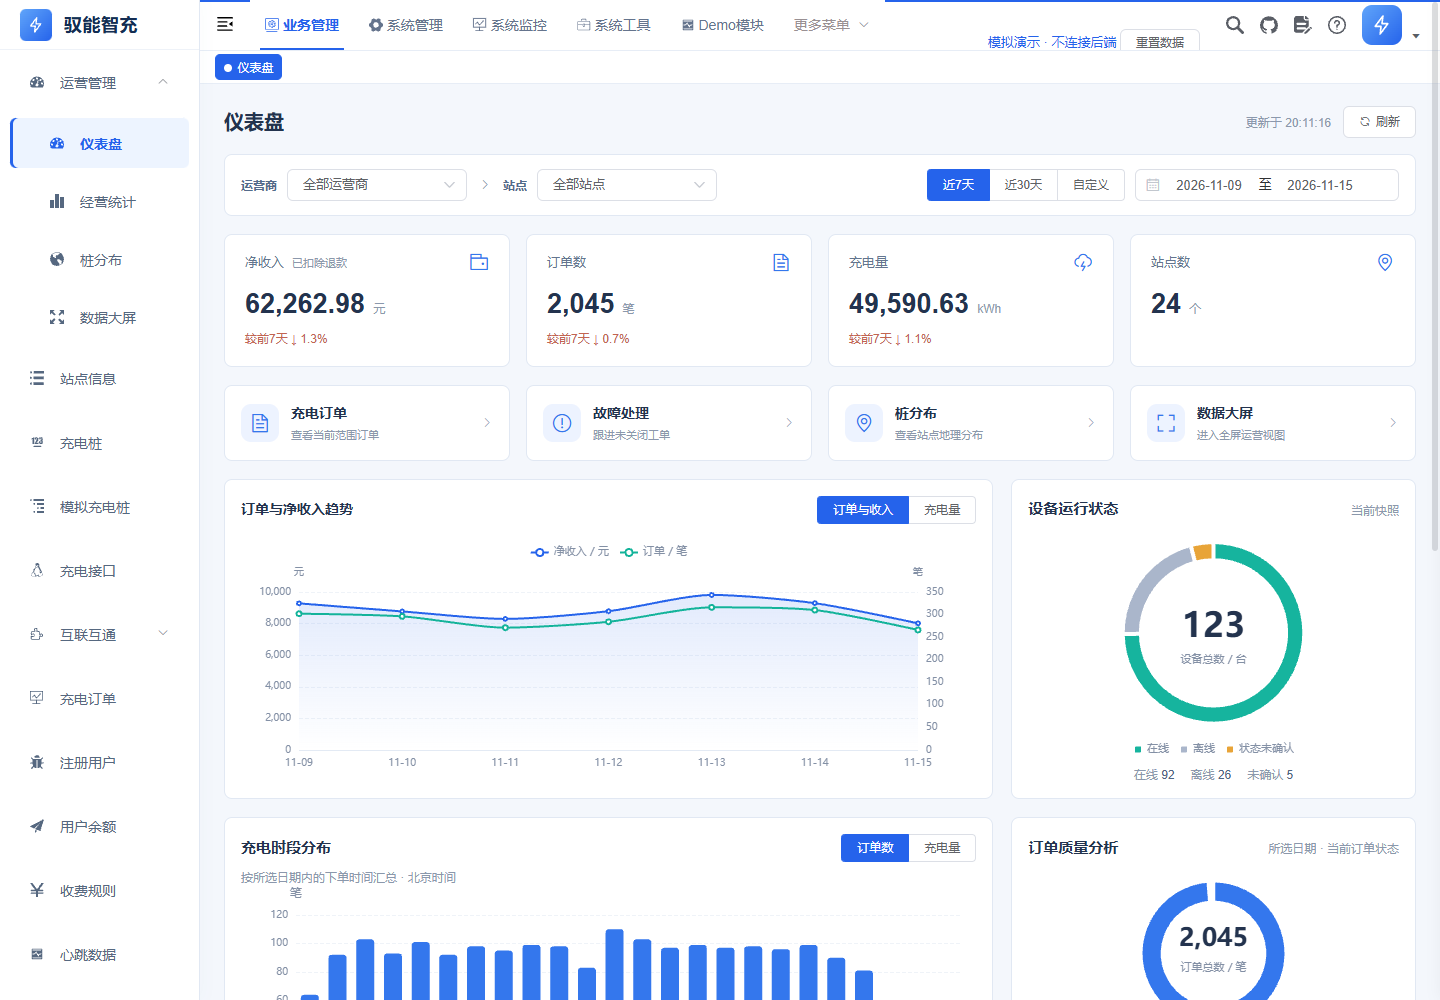 驭能智充
业务管理
系统管理
系统监控
系统工具
Demo模块
更多菜单
模拟演示 · 不连接后端
重置数据
运营管理
仪表盘
经营统计
桩分布
数据大屏
站点信息
充电桩
模拟充电桩
充电接口
互联互通
充电订单
注册用户
用户余额
收费规则
心跳数据
仪表盘
仪表盘
更新于 20:11:16
刷新
运营商
全部运营商
站点
全部站点
近7天
近30天
自定义
2026-11-09 至 2026-11-15
净收入 已扣除退款
62,262.98 元
较前7天 ↓ 1.3%
订单数
2,045 笔
较前7天 ↓ 0.7%
充电量
49,590.63 kWh
较前7天 ↓ 1.1%
站点数
24 个
充电订单
查看当前范围订单
故障处理
跟进未关闭工单
桩分布
查看站点地理分布
数据大屏
进入全屏运营视图
订单与净收入趋势
订单与收入
充电量
净收入 / 元
订单 / 笔
元
笔
10,000
8,000
6,000
4,000
2,000
0
350
300
250
200
150
100
50
0
11-09
11-10
11-11
11-12
11-13
11-14
11-15
设备运行状态
当前快照
123
设备总数 / 台
在线
离线
状态未确认
在线 92
离线 26
未确认 5
充电时段分布
订单数
充电量
按所选日期内的下单时间汇总 · 北京时间
笔
120
100
80
60
订单质量分析
所选日期 · 当前订单状态
2,045
订单总数 / 笔